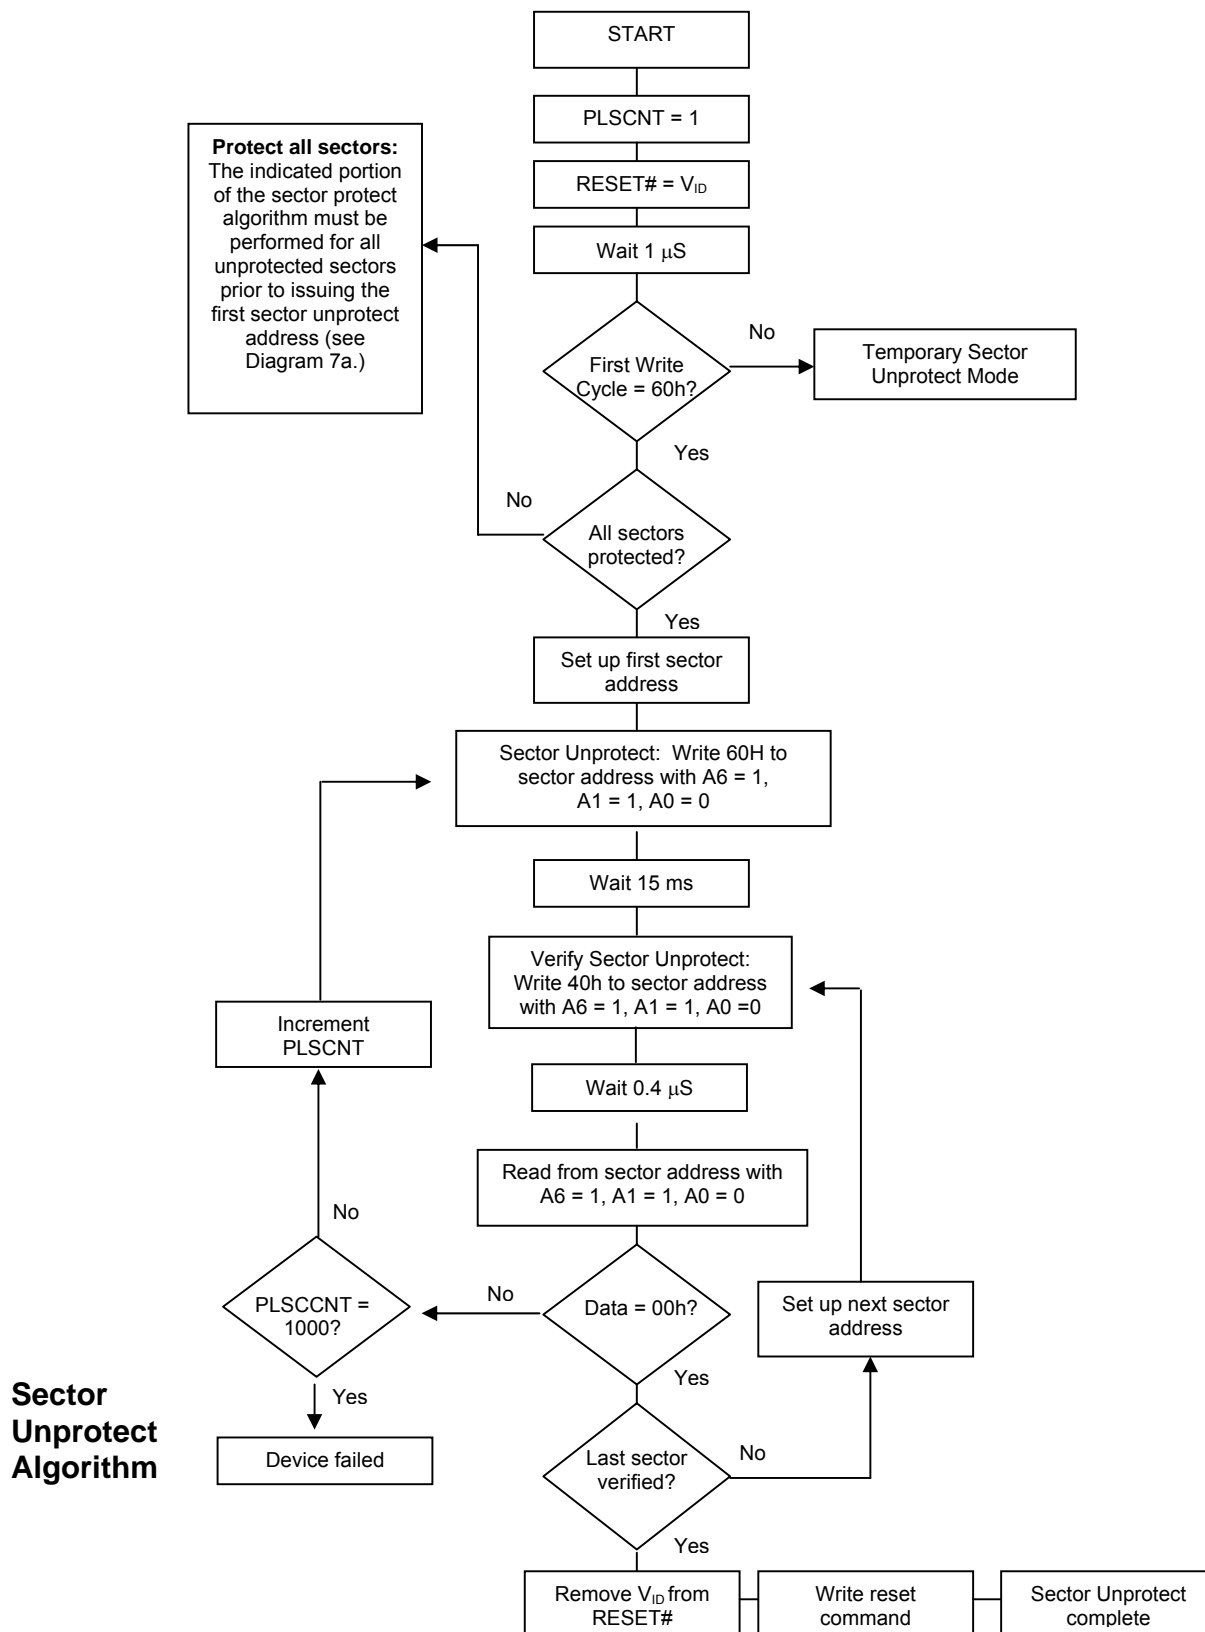 START
PLSCNT = 1
RESET# = VID
Wait 1 μS
Protect all sectors:
The indicated portion
of the sector protect
algorithm must be
performed for all
unprotected sectors
prior to issuing the
first sector unprotect
address (see
Diagram 7a.)
First Write
Cycle = 60h?
No
Temporary Sector
Unprotect Mode
Yes
All sectors
protected?
No
Yes
Set up first sector
address
Sector Unprotect: Write 60H to
sector address with A6 = 1,
A1 = 1, A0 = 0
Wait 15 ms
Verify Sector Unprotect:
Write 40h to sector address
with A6 = 1, A1 = 1, A0 =0
Increment
PLSCNT
Wait 0.4 μS
Read from sector address with
A6 = 1, A1 = 1, A0 = 0
No
Data = 00h?
No
PLSCCNT =
1000?
Set up next sector
address
Yes
Yes
Device failed
Sector
Unprotect
Algorithm
Last sector
verified?
No
Yes
Remove VID from
RESET#
Write reset
command
Sector Unprotect
complete